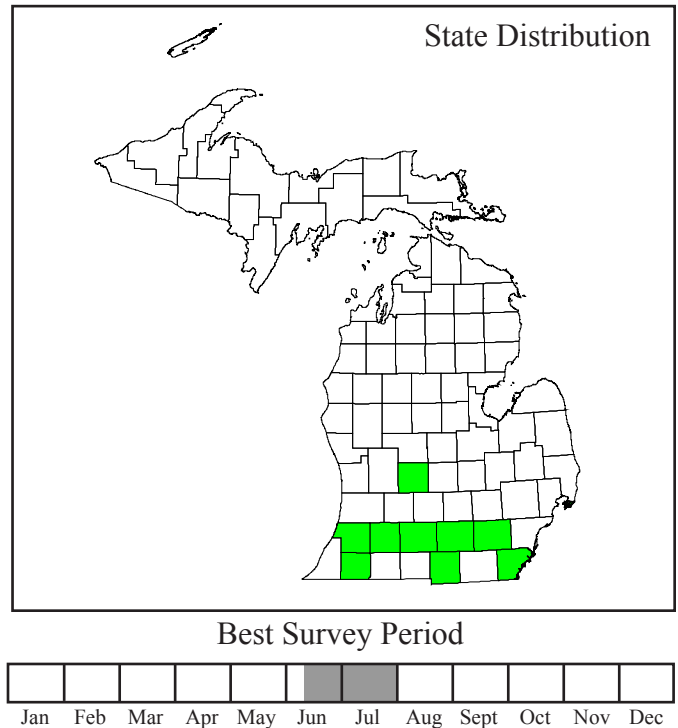 State Distribution
Best Survey Period
Jan Feb Mar Apr May Jun Jul Aug Sept Oct Nov Dec